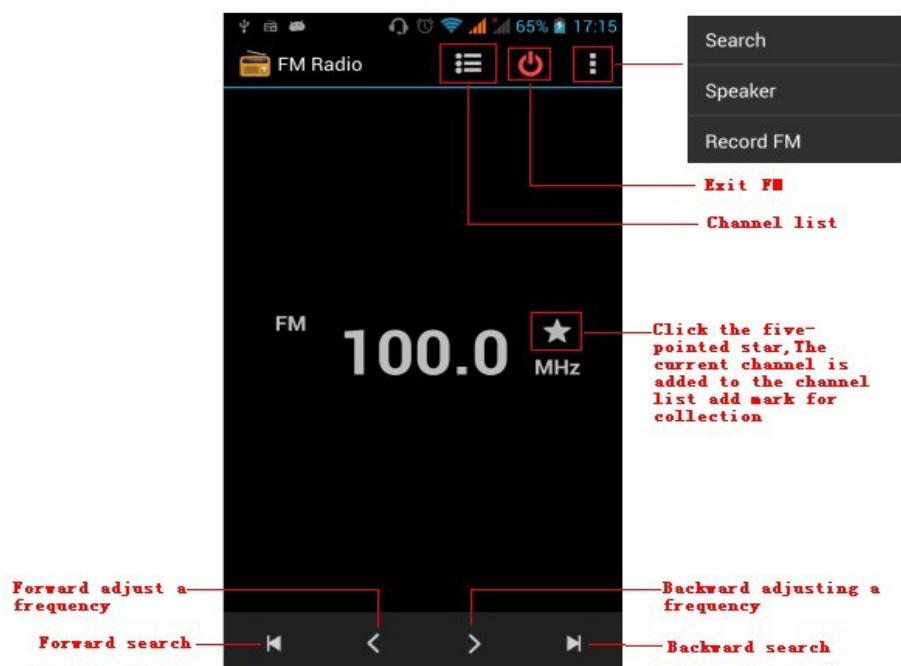 65% 17:15
FM Radio
Search
Speaker
Record FM
Exit FM
Channel list
FM
100.0
MHz
Click the five-
pointed star,The
current channel is
added to the channel
list add mark for
collection
Forward adjust a
frequency
Backward adjusting a
frequency
Forward search
Backward search